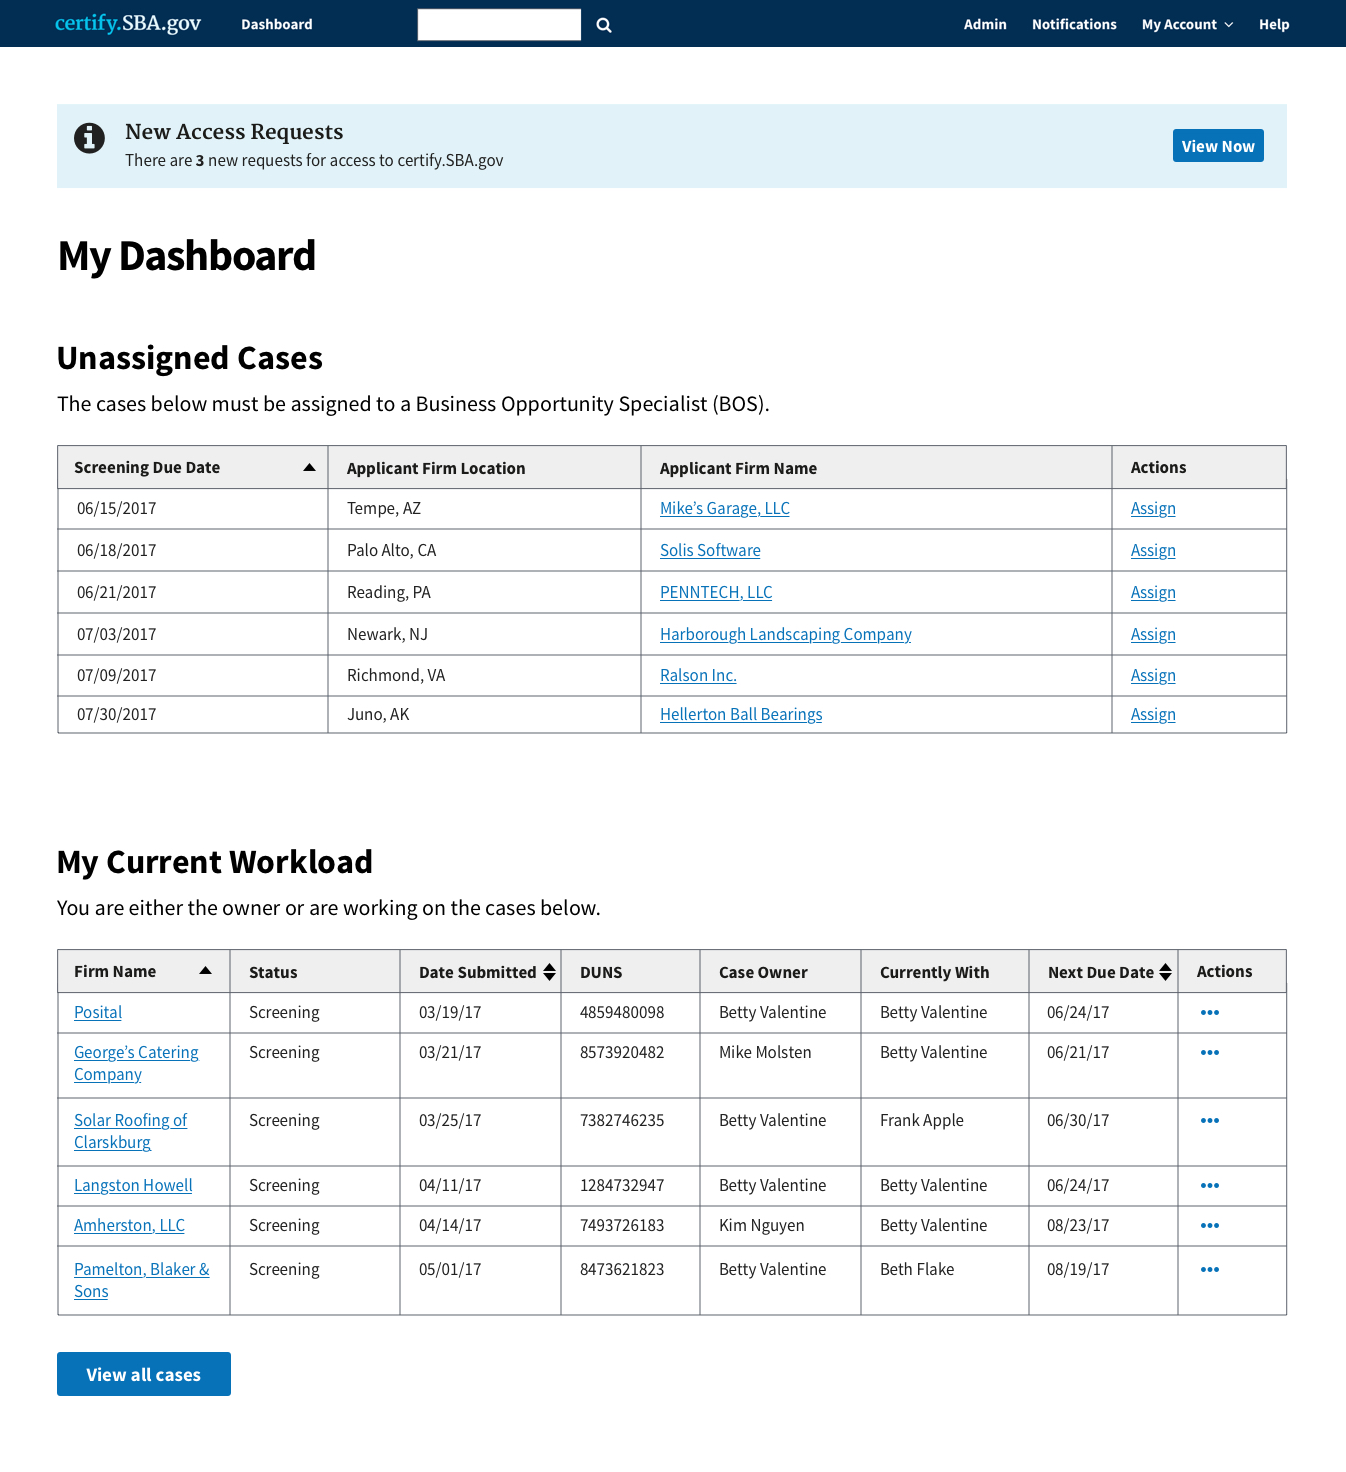 certify.SBA.gov Dashboard Admin Notifications My Account Help
New Access Requests
There are 3 new requests for access to certify.SBA.gov
View Now
My Dashboard
Unassigned Cases
The cases below must be assigned to a Business Opportunity Specialist (BOS).
Screening Due Date Applicant Firm Location Applicant Firm Name Actions
06/15/2017 Tempe, AZ Mike’s Garage, LLC Assign
06/18/2017 Palo Alto, CA Solis Software Assign
06/21/2017 Reading, PA PENNTECH, LLC Assign
07/03/2017 Newark, NJ Harborough Landscaping Company Assign
07/09/2017 Richmond, VA Ralson Inc. Assign
07/30/2017 Juno, AK Hellerton Ball Bearings Assign
My Current Workload
You are either the owner or are working on the cases below.
Firm Name Status Date Submitted DUNS Case Owner Currently With Next Due Date Actions
Posital Screening 03/19/17 4859480098 Betty Valentine Betty Valentine 06/24/17
George’s Catering Screening 03/21/17 8573920482 Mike Molsten Betty Valentine 06/21/17
Company
Solar Roofing of Screening 03/25/17 7382746235 Betty Valentine Frank Apple 06/30/17
Clarskburg
Langston Howell Screening 04/11/17 1284732947 Betty Valentine Betty Valentine 06/24/17
Amherston, LLC Screening 04/14/17 7493726183 Kim Nguyen Betty Valentine 08/23/17
Pamelton, Blaker & Screening 05/01/17 8473621823 Betty Valentine Beth Flake 08/19/17
Sons
View all cases